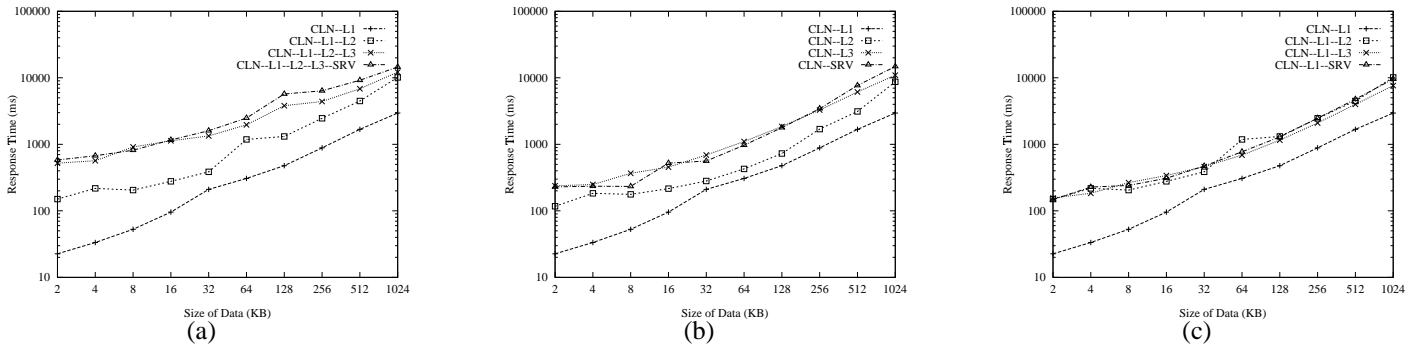 100000
10000
1000
100
10
2 4 8 16 32 64 128 256 512 1024
Response Time (ms)
Size of Data (KB)
CLN--L1
CLN--L1--L2
CLN--L1--L2--L3
CLN--L1--L2--L3--SRV
(a)
100000
10000
1000
100
10
2 4 8 16 32 64 128 256 512 1024
Response Time (ms)
Size of Data (KB)
CLN--L1
CLN--L2
CLN--L3
CLN--SRV
(b)
100000
10000
1000
100
10
2 4 8 16 32 64 128 256 512 1024
Response Time (ms)
Size of Data (KB)
CLN--L1
CLN--L1--L2
CLN--L1--L3
CLN--L1--SRV
(c)